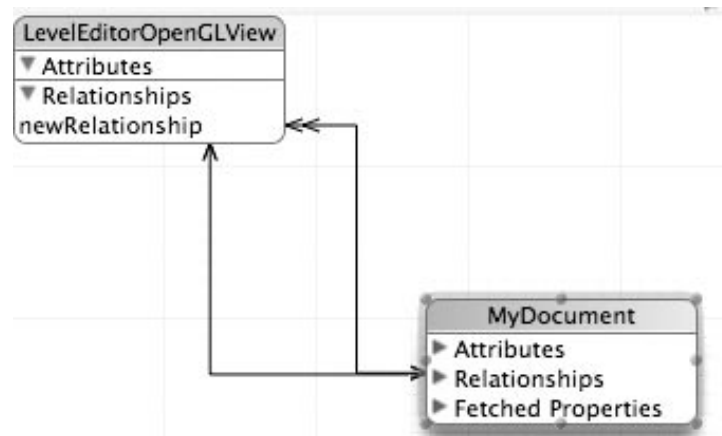 LevelEditorOpenGLView
Attributes
Relationships
newRelationship
MyDocument
Attributes
Relationships
Fetched Properties